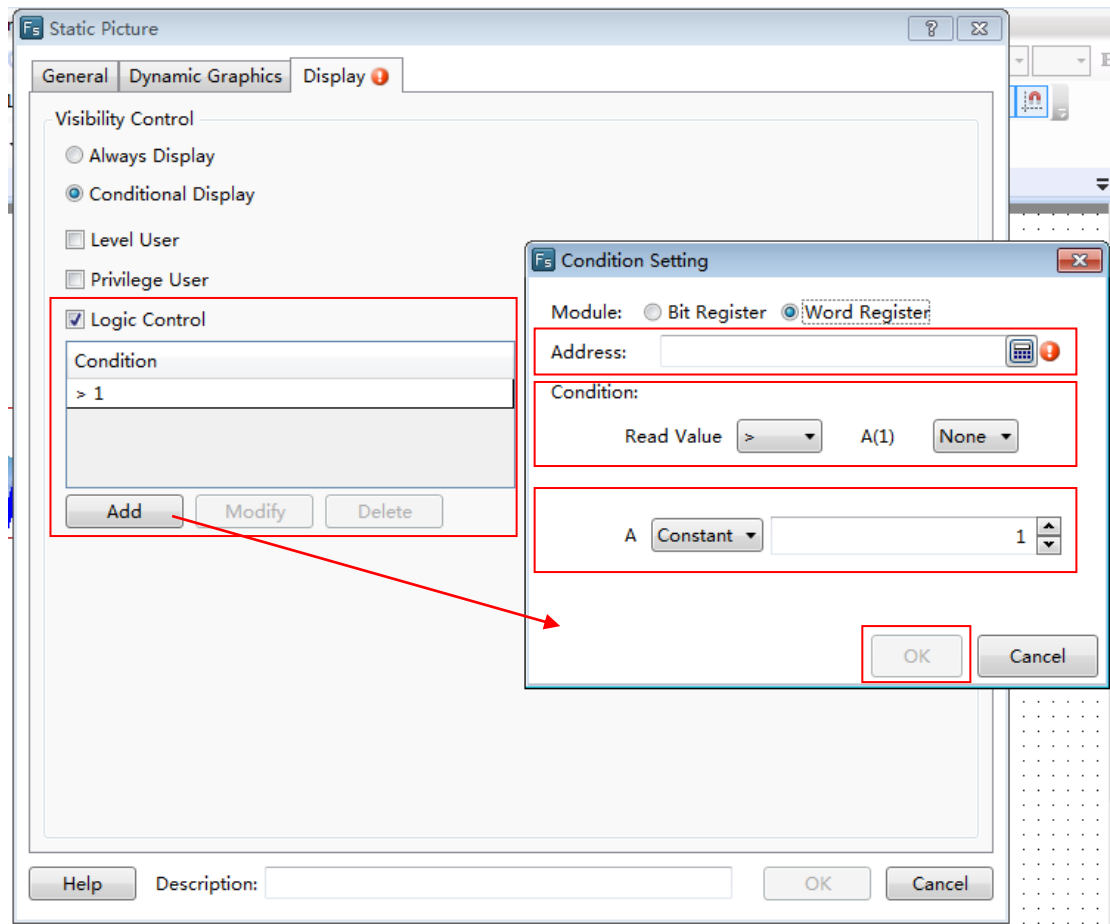 Fs Static Picture
General Dynamic Graphics Display
Visibility Control
Always Display
Conditional Display
Level User
Privilege User
Logic Control
Condition
> 1
Add Modify Delete
Fs Condition Setting
Module: Bit Register Word Register
Address:
Condition:
Read Value > A(1) None
A Constant 1
OK Cancel
Help Description: OK Cancel